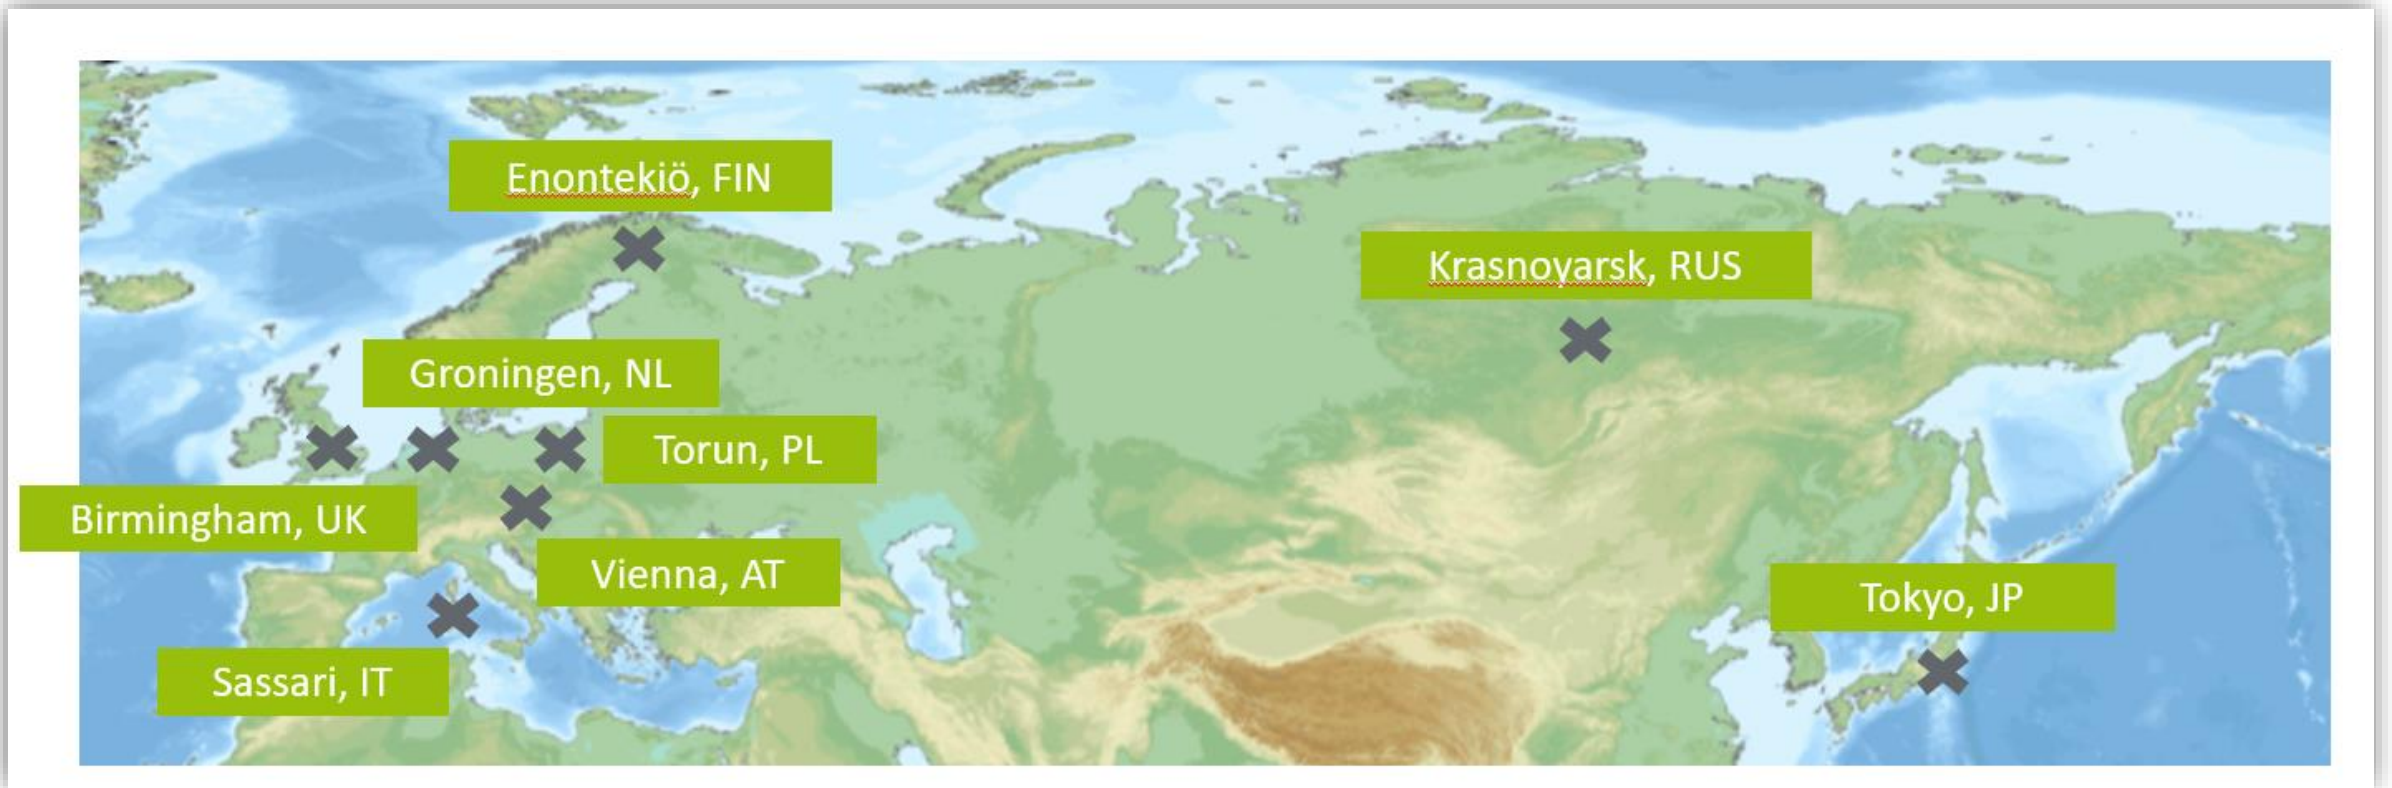 Enontekiö, FIN
Krasnoyarsk, RUS
Groningen, NL
Torun, PL
Birmingham, UK
Vienna, AT
Tokyo, JP
Sassari, IT